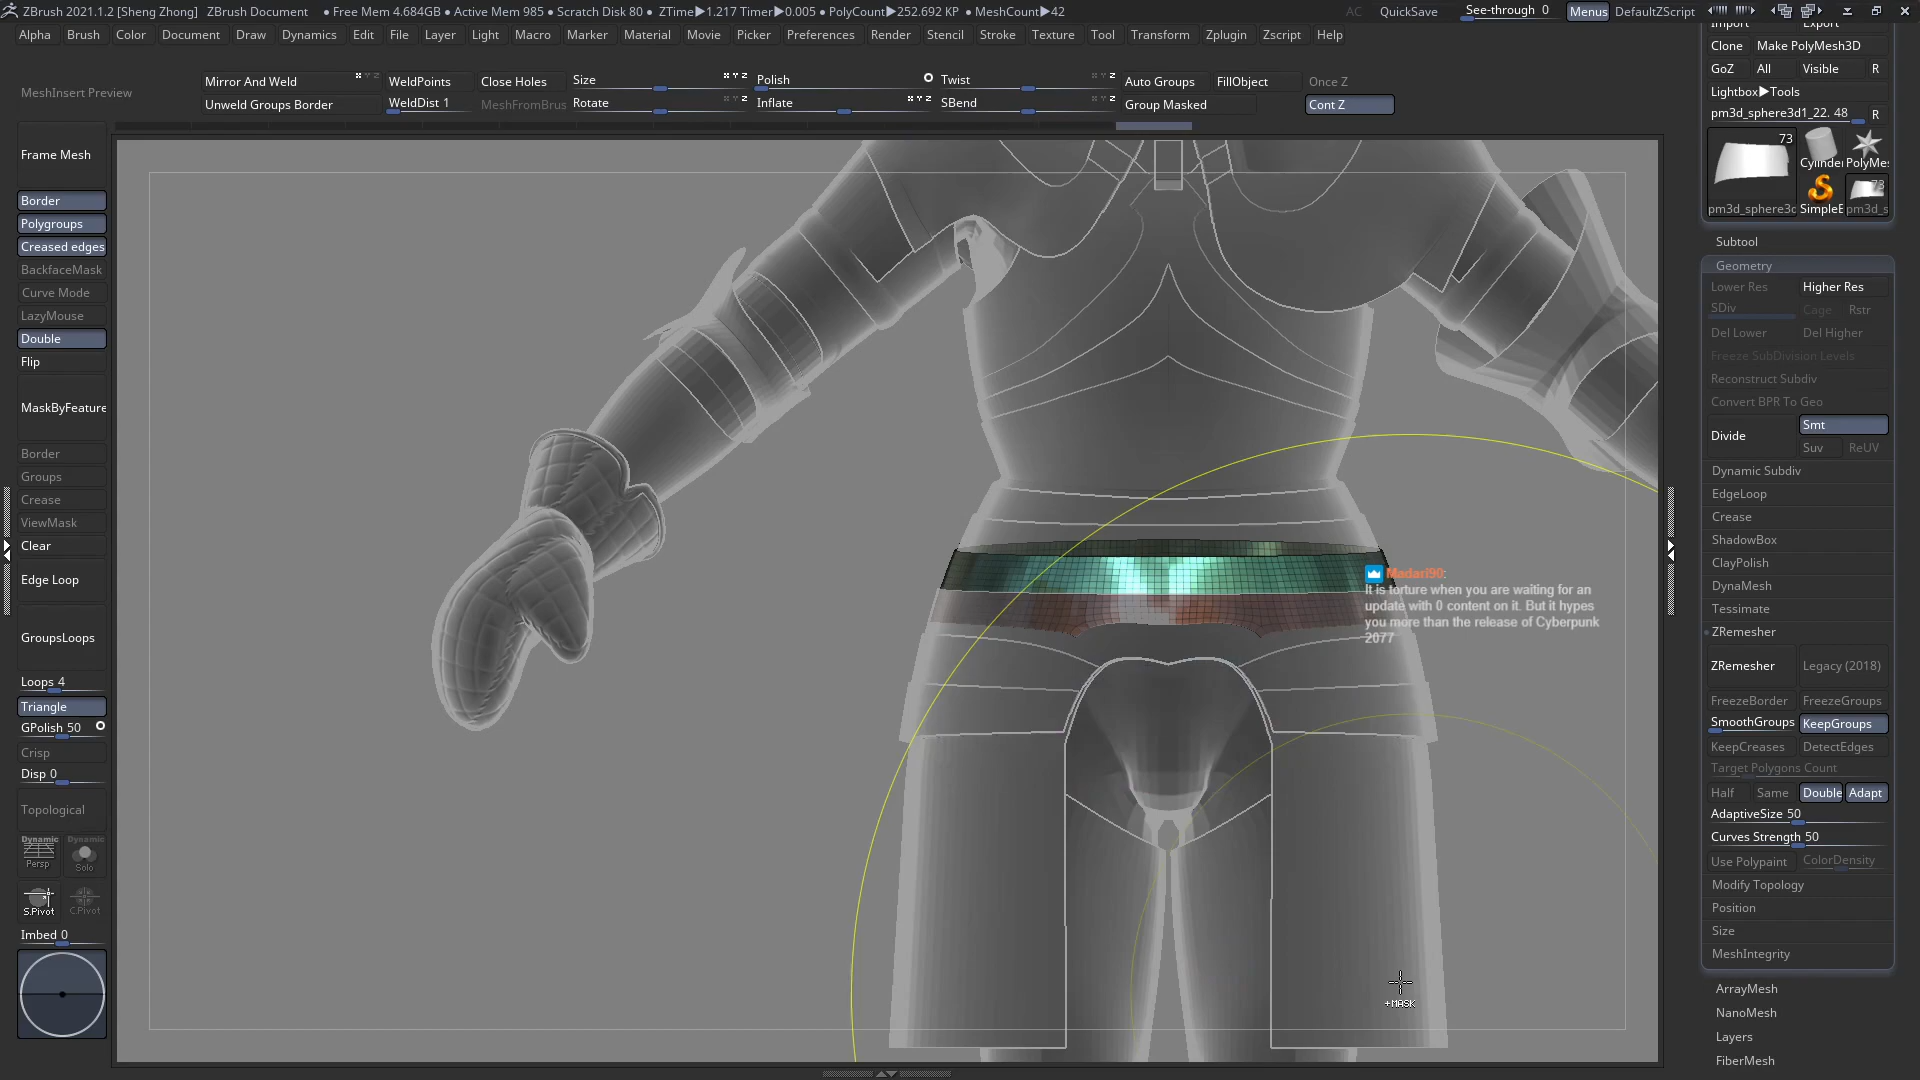 ZBrush 2021.1.2 [Sheng Zhong] ZBrush Document • Free Mem 4.684GB • Active Mem 985 • Scratch Disk 80 • ZTime▶1.217 Timer▶0.005 • PolyCount▶252.692 KP • MeshCount▶42 AC QuickSave See-through 0 Menus DefaultZScript
Alpha Brush Color Document Draw Dynamics Edit File Layer Light Macro Marker Material Movie Picker Preferences Render Stencil Stroke Texture Tool Transform Zplugin Zscript Help
MeshInsert Preview
Mirror And Weld WeldPoints Close Holes Size Polish Twist Auto Groups FillObject Once Z
Unweld Groups Border WeldDist 1 MeshFromBrus Rotate Inflate SBend Group Masked Cont Z
Frame Mesh
Border
Polygroups
Creased edges
BackfaceMask
Curve Mode
LazyMouse
Double
Flip
MaskByFeature
Border
Groups
Crease
ViewMask
Clear
Edge Loop
GroupsLoops
Loops 4
Triangle
GPolish 50
Crisp
Disp 0
Topological
Dynamic Dynamic
Persp Solo
S.Pivot C.Pivot
Imbed 0
Madari90:
It is torture when you are waiting for an
update with 0 content on it. But it hypes
you more than the release of Cyberpunk
2077
+MASK
Import Export
Clone Make PolyMesh3D
GoZ All Visible R
Lightbox▶Tools
pm3d_sphere3d1_22. 48 R
73
Cylinder PolyMes
73
pm3d_sphere3d SimpleE pm3d_s
Subtool
Geometry
Lower Res Higher Res
SDiv Cage Rstr
Del Lower Del Higher
Freeze SubDivision Levels
Reconstruct Subdiv
Convert BPR To Geo
Divide Smt
Suv ReUV
Dynamic Subdiv
EdgeLoop
Crease
ShadowBox
ClayPolish
DynaMesh
Tessimate
ZRemesher
ZRemesher Legacy (2018)
FreezeBorder FreezeGroups
SmoothGroups KeepGroups
KeepCreases DetectEdges
Target Polygons Count
Half Same Double Adapt
AdaptiveSize 50
Curves Strength 50
Use Polypaint ColorDensity
Modify Topology
Position
Size
MeshIntegrity
ArrayMesh
NanoMesh
Layers
FiberMesh